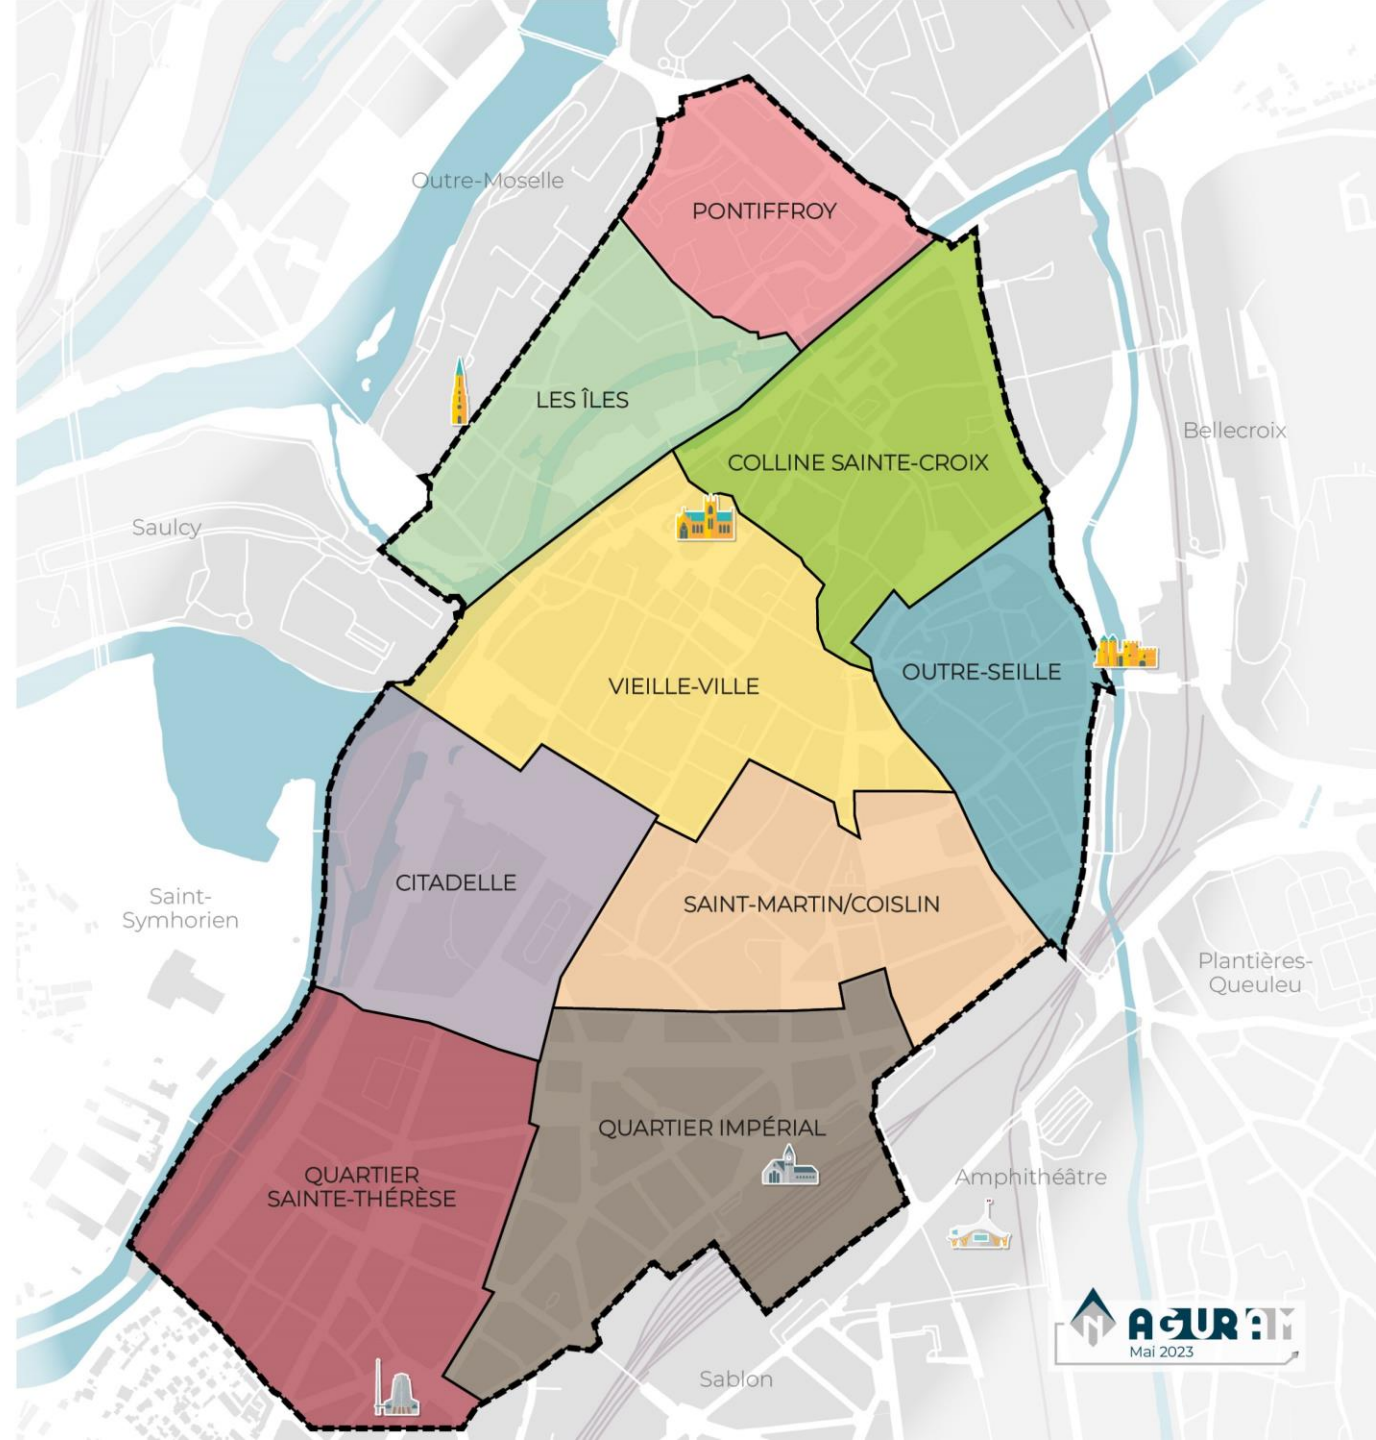 Outre-Moselle
PONTIFFROY
LES ÎLES
Bellecroix
COLLINE SAINTE-CROIX
Saulcy
OUTRE-SEILLE
VIEILLE-VILLE
CITADELLE
Saint-
Symhorien
SAINT-MARTIN/COISLIN
Plantières-
Queuleu
QUARTIER IMPÉRIAL
QUARTIER
SAINTE-THÉRÈSE
Amphithéâtre
N
AGURAM
Mai 2023
Sablon